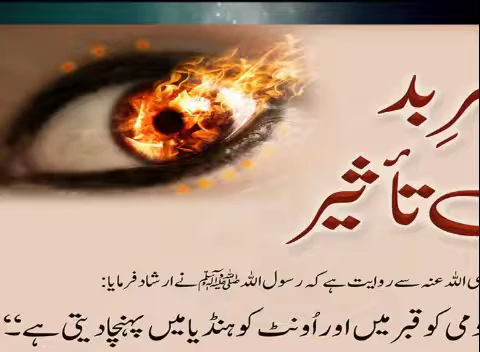 بد
تأثیر
اللہ عنہ سے روایت ہے کہ رسول اللہ ﷺ نے ارشاد فرمایا:
کو قبر میں اور اُونٹ کو ہنڈیا میں پہنچا دیتی ہے۔“